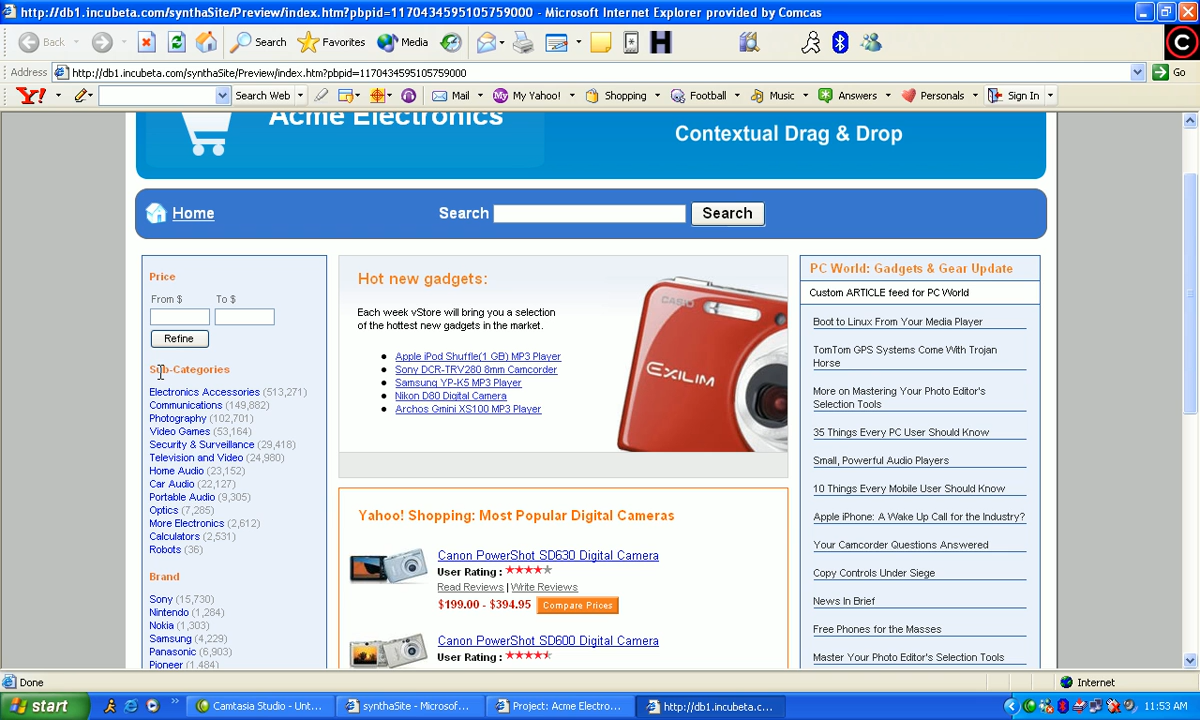 http://db1.incubeta.com/synthaSite/Preview/index.htm?pbpid=1170434595105759000 - Microsoft Internet Explorer provided by Comcas
Back Search Favorites Media
Address http://db1.incubeta.com/synthaSite/Preview/index.htm?pbpid=1170434595105759000 Go
Y! Search Web Mail My Yahoo! Shopping Football Music Answers Personals Sign In
Acme Electronics
Contextual Drag & Drop
Home Search Search
Price
From $ To $
Refine
Sub-Categories
Electronics Accessories (513,271)
Communications (149,882)
Photography (102,701)
Video Games (53,164)
Security & Surveillance (29,418)
Television and Video (24,980)
Home Audio (23,152)
Car Audio (22,127)
Portable Audio (9,305)
Optics (7,285)
More Electronics (2,612)
Calculators (2,531)
Robots (36)
Brand
Sony (15,730)
Nintendo (1,284)
Nokia (1,303)
Samsung (4,229)
Panasonic (6,903)
Pioneer (1,484)
Hot new gadgets:
Each week vStore will bring you a selection
of the hottest new gadgets in the market.
Apple iPod Shuffle(1 GB) MP3 Player
Sony DCR-TRV280 8mm Camcorder
Samsung YP-K5 MP3 Player
Nikon D80 Digital Camera
Archos Gmini XS100 MP3 Player
CASIO
EXILIM
Yahoo! Shopping: Most Popular Digital Cameras
Canon PowerShot SD630 Digital Camera
User Rating :
Read Reviews | Write Reviews
$199.00 - $394.95 Compare Prices
Canon PowerShot SD600 Digital Camera
User Rating :
PC World: Gadgets & Gear Update
Custom ARTICLE feed for PC World
Boot to Linux From Your Media Player
TomTom GPS Systems Come With Trojan
Horse
More on Mastering Your Photo Editor's
Selection Tools
35 Things Every PC User Should Know
Small, Powerful Audio Players
10 Things Every Mobile User Should Know
Apple iPhone: A Wake Up Call for the Industry?
Your Camcorder Questions Answered
Copy Controls Under Siege
News In Brief
Free Phones for the Masses
Master Your Photo Editor's Selection Tools
Done Internet
start Camtasia Studio - Unt... synthaSite - Microsof... Project: Acme Electro... http://db1.incubeta.c... 11:53 AM